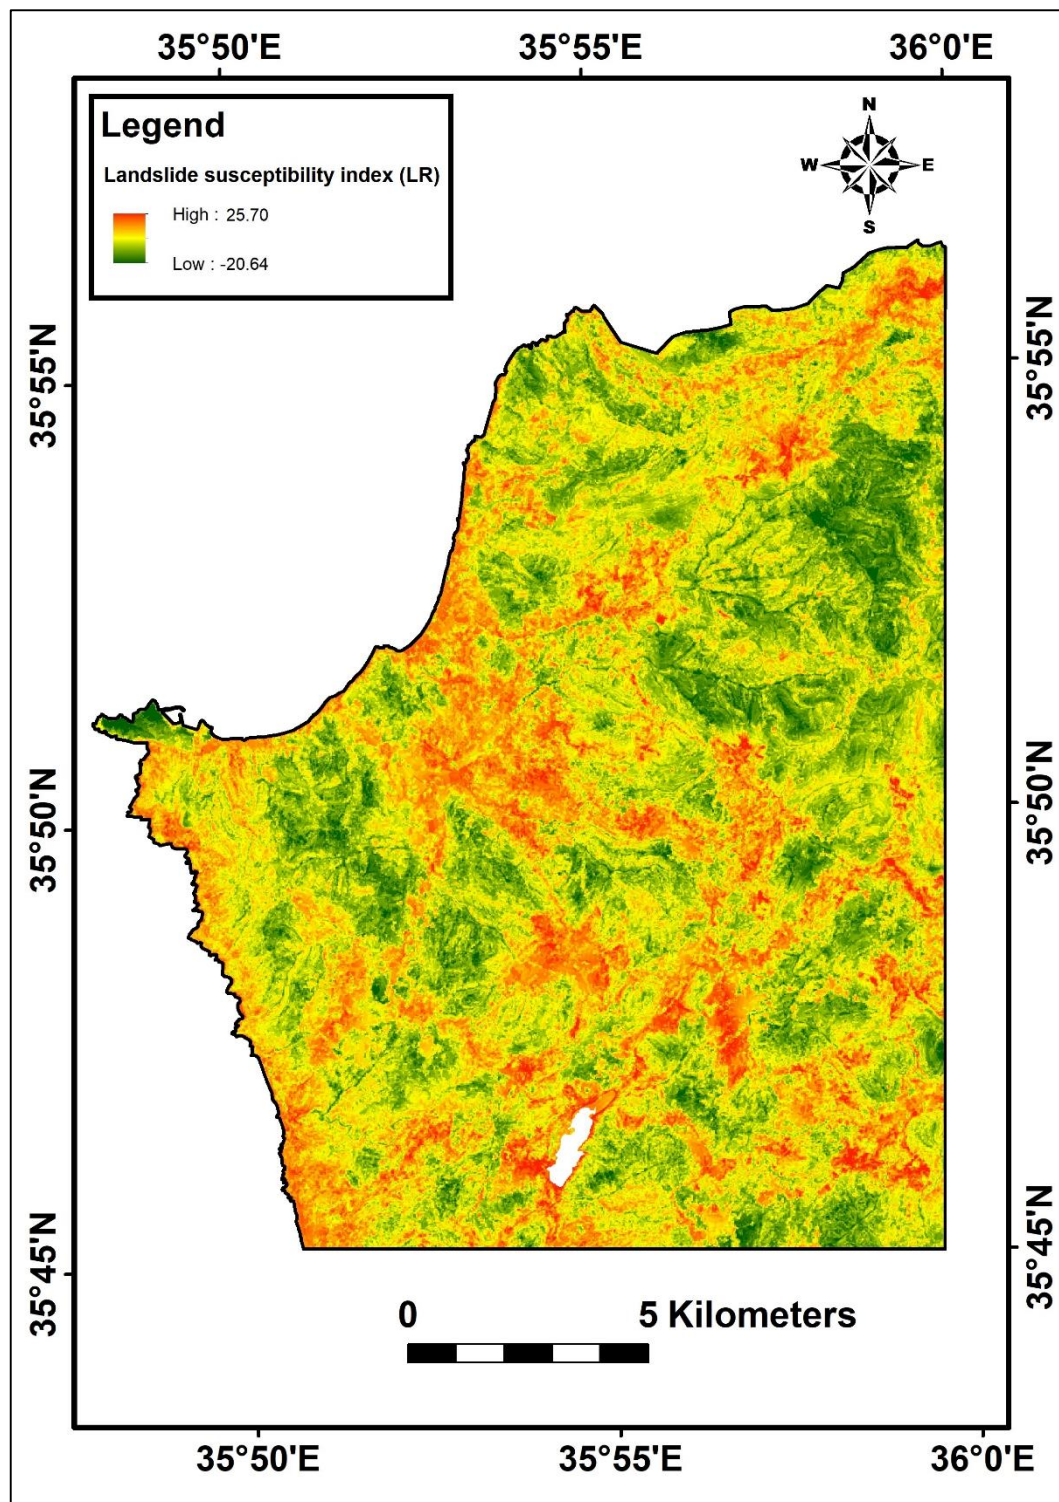 35°50'E 35°55'E 36°0'E
Legend
Landslide susceptibility index (LR)
High : 25.70
Low : -20.64
N
W E
S
35°55'N
35°55'N
35°50'N
35°50'N
35°45'N
35°45'N
0 5 Kilometers
35°50'E 35°55'E 36°0'E